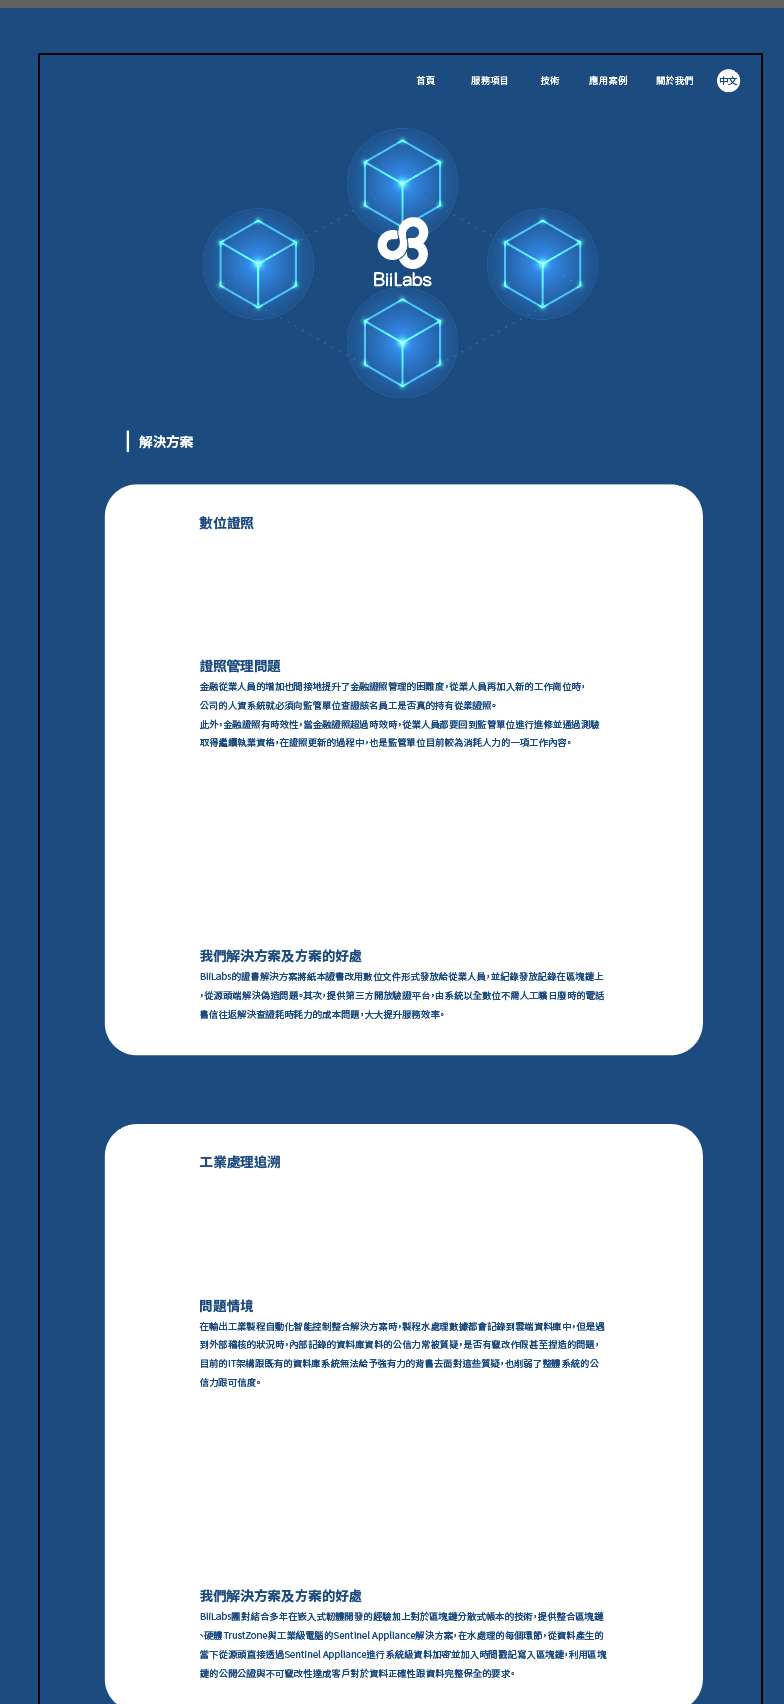 首頁 服務項目 技術 應用案例 關於我們 中文
BiiLabs
解決方案
數位證照
證照管理問題
金融從業人員的增加也間接地提升了金融證照管理的困難度，從業人員再加入新的工作崗位時，
公司的人資系統就必須向監管單位查證該名員工是否真的持有從業證照。
此外，金融證照有時效性，當金融證照超過時效時，從業人員都要回到監管單位進行進修並通過測驗
取得繼續執業資格，在證照更新的過程中，也是監管單位目前較為消耗人力的一項工作內容。
我們解決方案及方案的好處
BiiLabs的證書解決方案將紙本證書改用數位文件形式發放給從業人員，並紀錄發放記錄在區塊鏈上
，從源頭端解決偽造問題。其次，提供第三方開放驗證平台，由系統以全數位不需人工曠日廢時的電話
書信往返解決查證耗時耗力的成本問題，大大提升服務效率。
工業處理追溯
問題情境
在輸出工業製程自動化智能控制整合解決方案時，製程水處理數據都會記錄到雲端資料庫中，但是遇
到外部稽核的狀況時，內部記錄的資料庫資料的公信力常被質疑，是否有竄改作假甚至捏造的問題，
目前的IT架構跟既有的資料庫系統無法給予強有力的背書去面對這些質疑，也削弱了整體系統的公
信力跟可信度。
我們解決方案及方案的好處
BiiLabs團對結合多年在嵌入式韌體開發的經驗加上對於區塊鏈分散式帳本的技術，提供整合區塊鏈
、硬體TrustZone與工業級電腦的Sentinel Appliance解決方案，在水處理的每個環節，從資料產生的
當下從源頭直接透過Sentinel Appliance進行系統級資料加密並加入時間戳記寫入區塊鏈，利用區塊
鏈的公開公證與不可竄改性達成客戶對於資料正確性跟資料完整保全的要求。